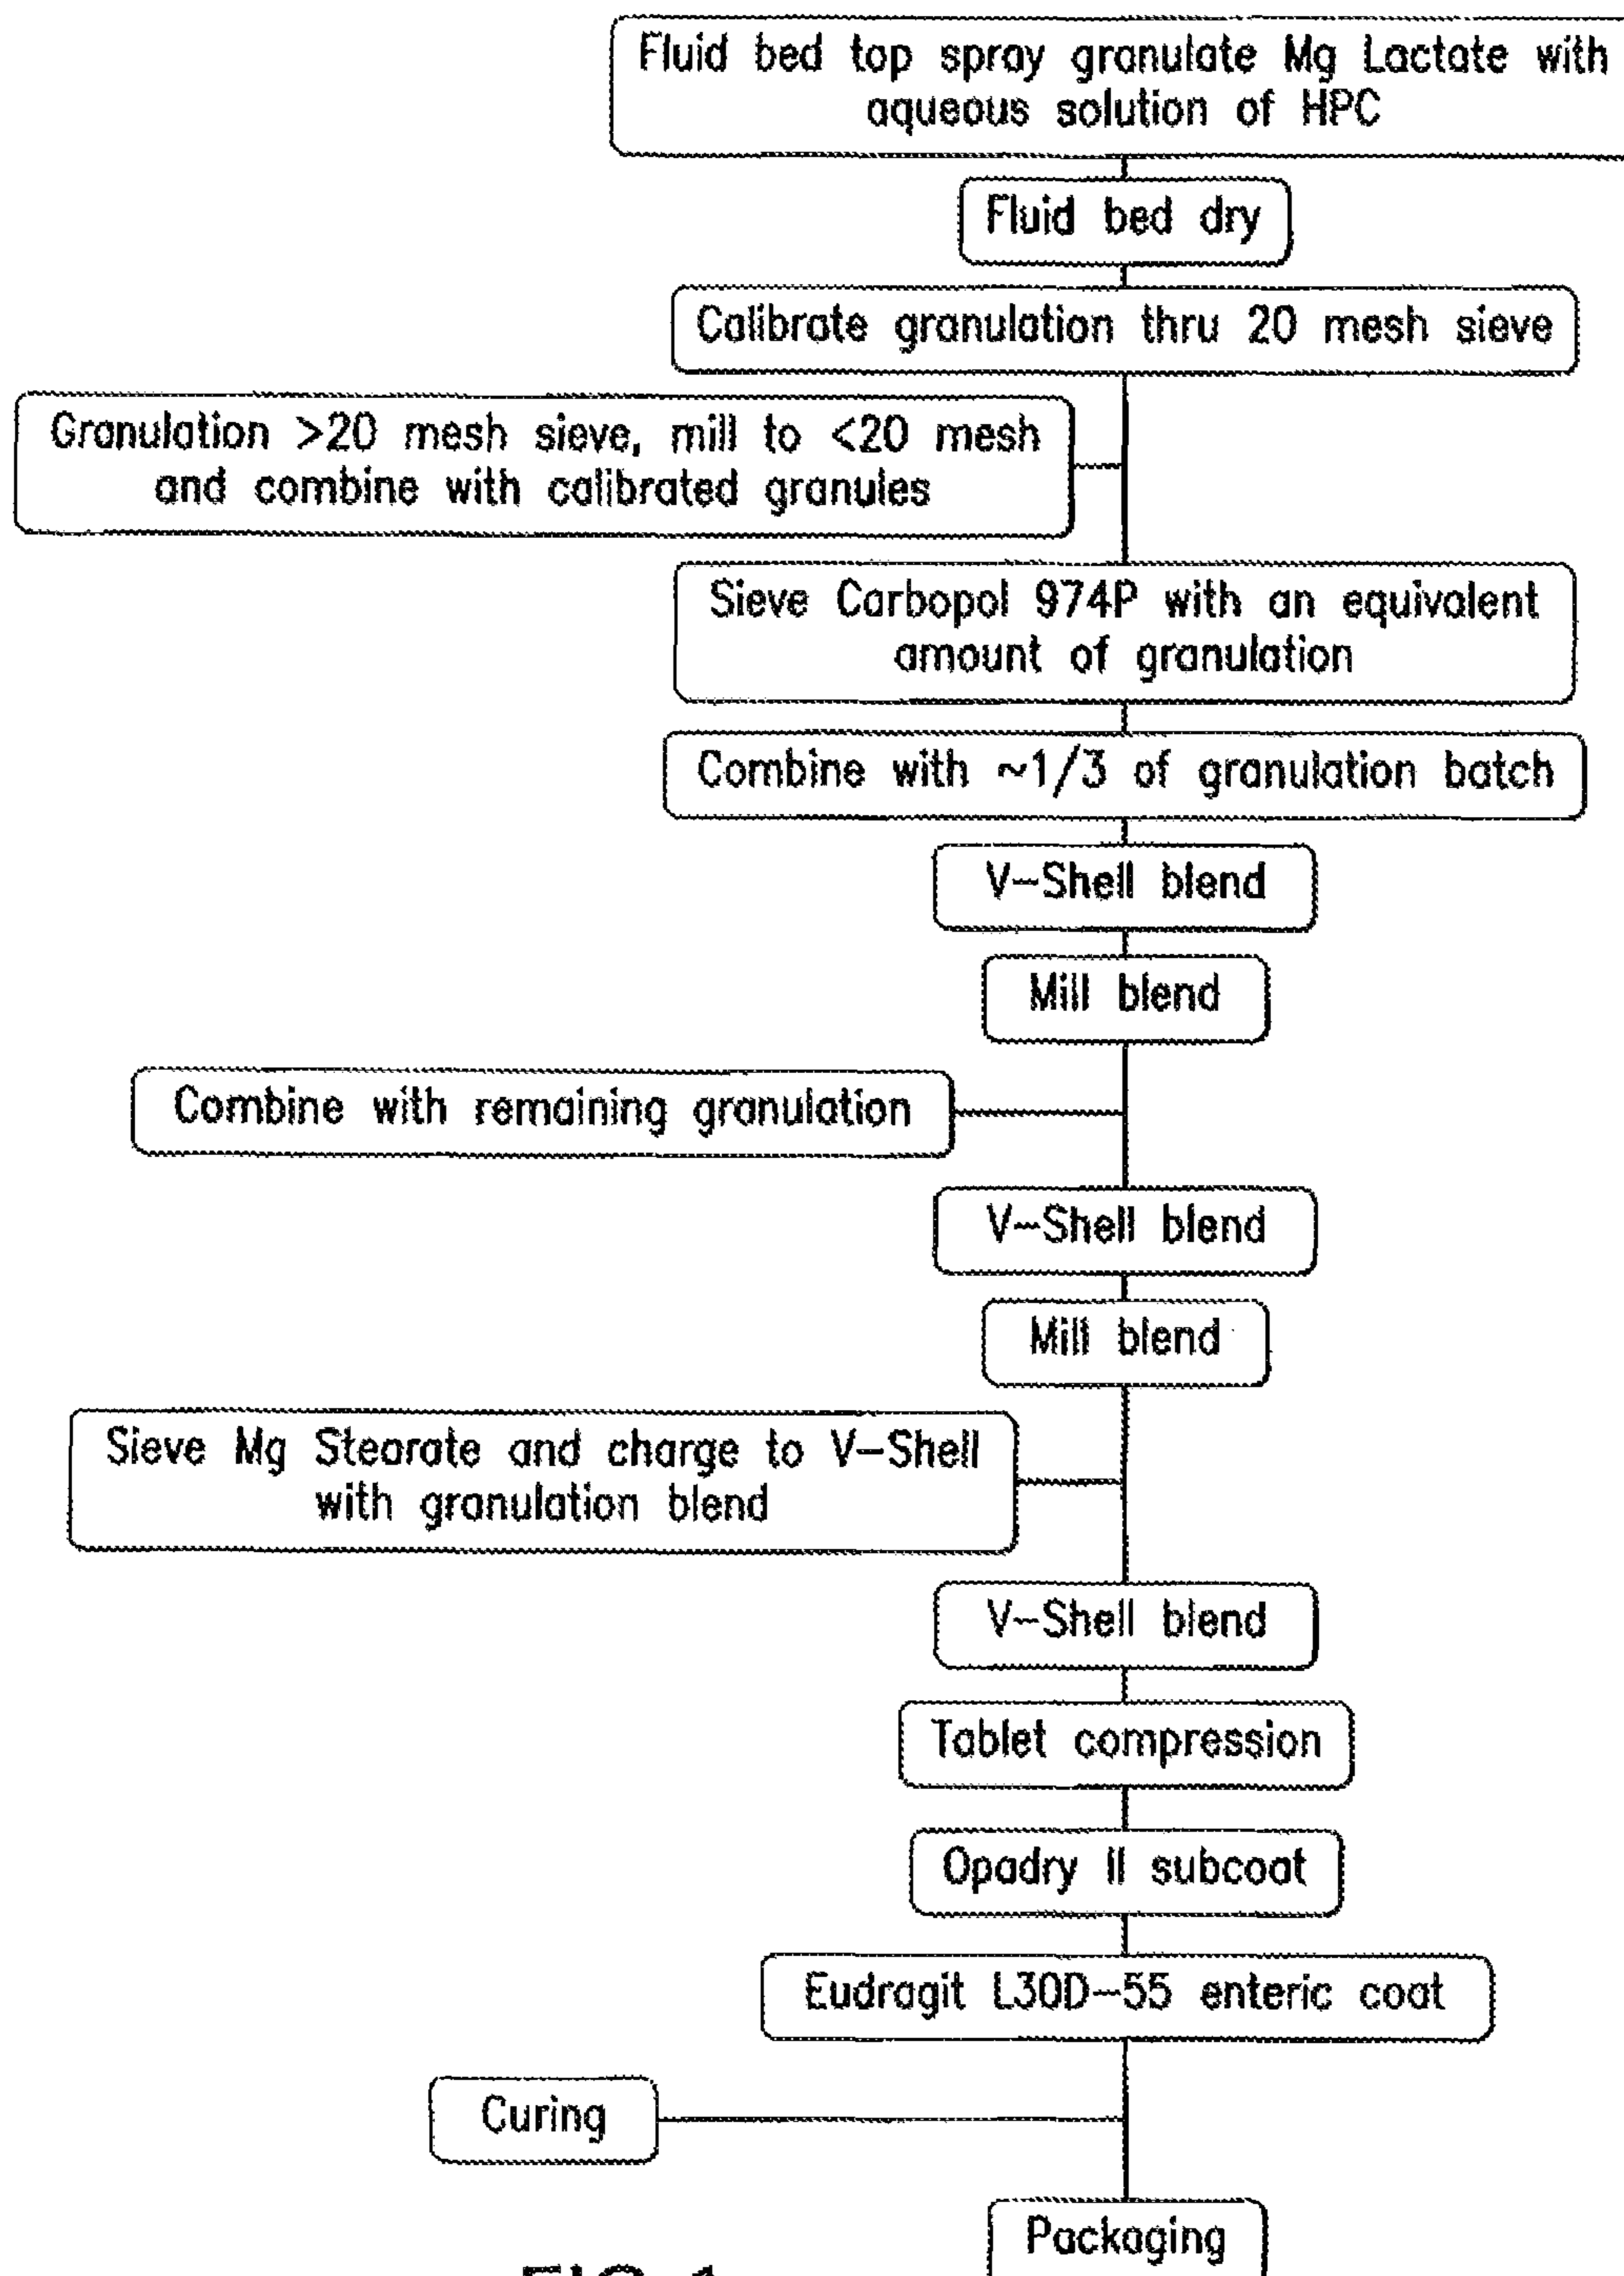 Fluid bed top spray granulate Mg Lactate with
aqueous solution of HPC
Fluid bed dry
Calibrate granulation thru 20 mesh sieve
Granulation >20 mesh sieve, mill to <20 mesh
and combine with calibrated granules
Sieve Carbopol 974P with an equivalent
amount of granulation
Combine with ~1/3 of granulation batch
V-Shell blend
Mill blend
Combine with remaining granulation
V-Shell blend
Mill blend
Sieve Mg Stearate and charge to V-Shell
with granulation blend
V-Shell blend
Tablet compression
Opadry II subcoat
Eudragit L30D-55 enteric coat
Curing
Packaging